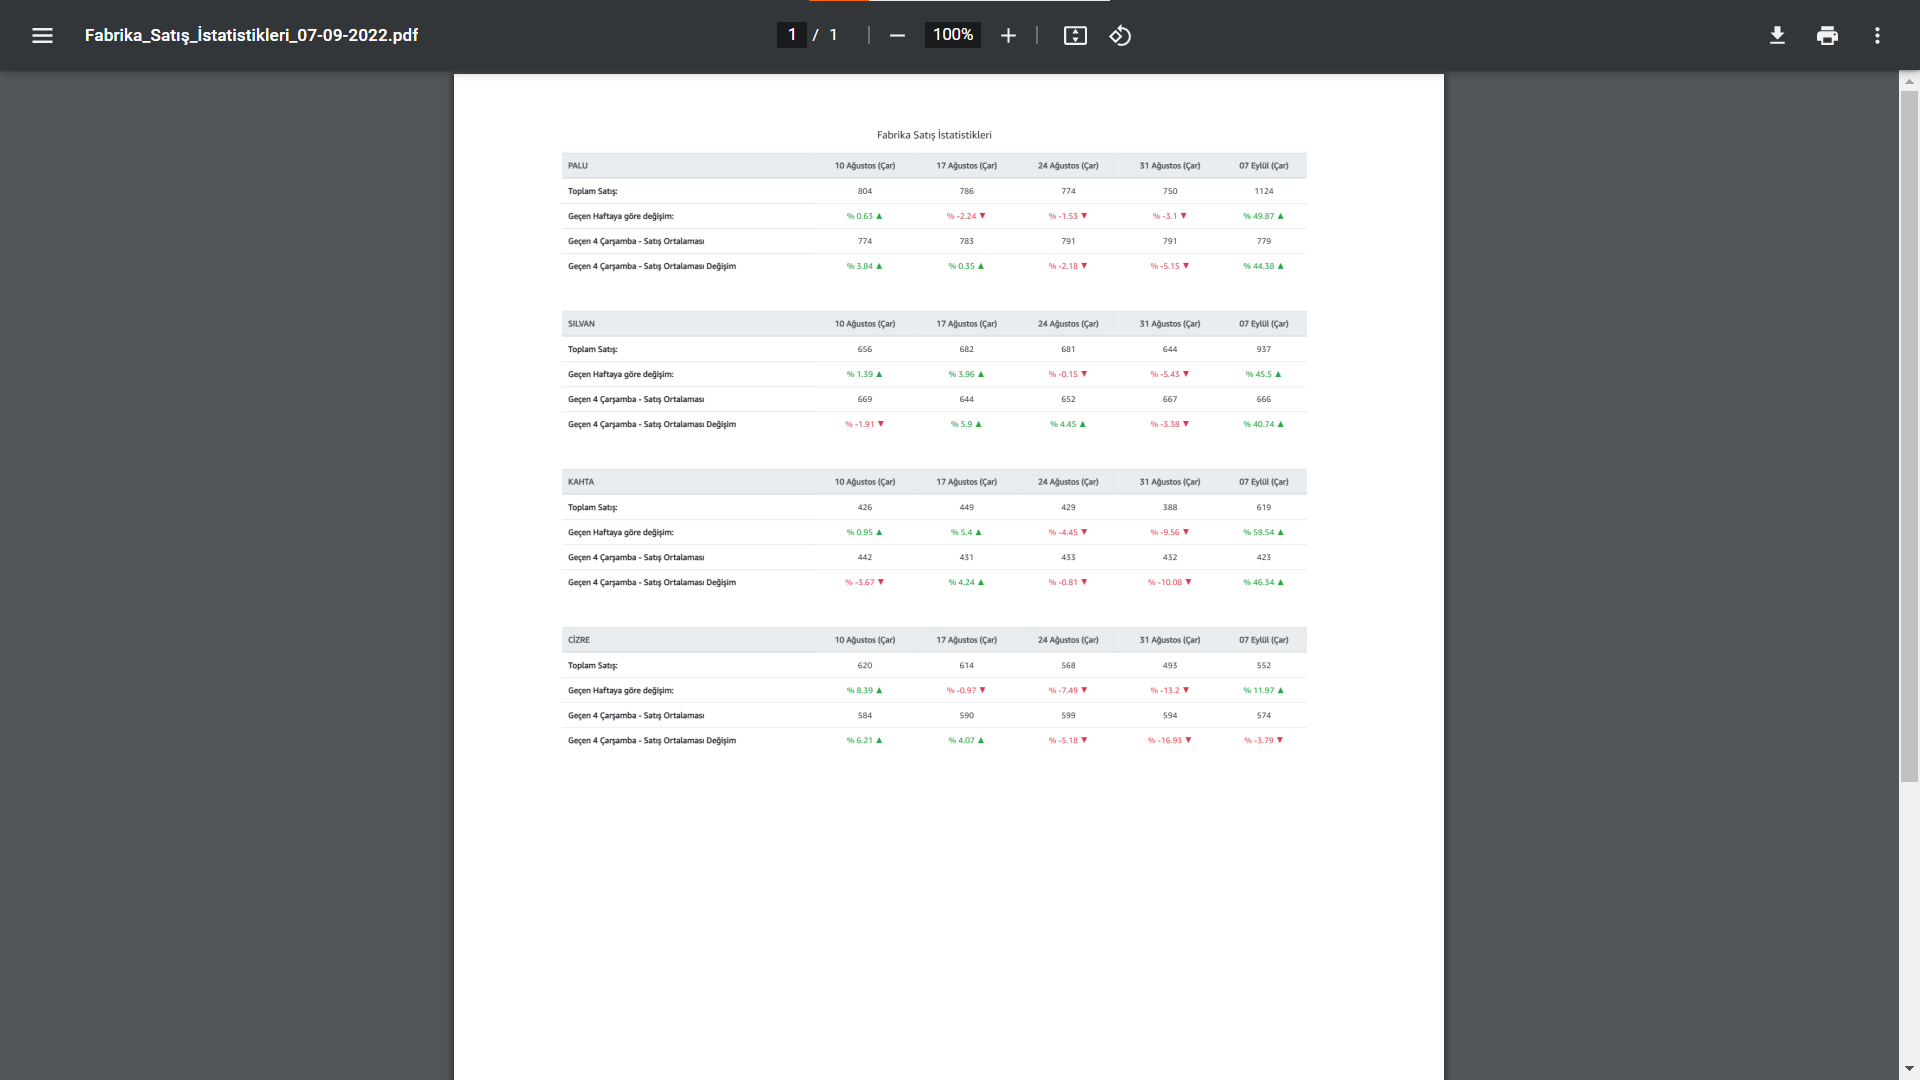 Fabrika_Satış_İstatistikleri_07-09-2022.pdf
1 / 1
100%
Fabrika Satış İstatistikleri
PALU 10 Ağustos (Çar) 17 Ağustos (Çar) 24 Ağustos (Çar) 31 Ağustos (Çar) 07 Eylül (Çar)
Toplam Satış: 804 786 774 750 1124
Geçen Haftaya göre değişim: % 0.63 ▲ % -2.24 ▼ % -1.53 ▼ % -3.1 ▼ % 49.87 ▲
Geçen 4 Çarşamba - Satış Ortalaması 774 783 791 791 779
Geçen 4 Çarşamba - Satış Ortalaması Değişim % 3.84 ▲ % 0.35 ▲ % -2.18 ▼ % -5.15 ▼ % 44.38 ▲
SILVAN 10 Ağustos (Çar) 17 Ağustos (Çar) 24 Ağustos (Çar) 31 Ağustos (Çar) 07 Eylül (Çar)
Toplam Satış: 656 682 681 644 937
Geçen Haftaya göre değişim: % 1.39 ▲ % 3.96 ▲ % -0.15 ▼ % -5.43 ▼ % 45.5 ▲
Geçen 4 Çarşamba - Satış Ortalaması 669 644 652 667 666
Geçen 4 Çarşamba - Satış Ortalaması Değişim % -1.91 ▼ % 5.9 ▲ % 4.45 ▲ % -3.38 ▼ % 40.74 ▲
KAHTA 10 Ağustos (Çar) 17 Ağustos (Çar) 24 Ağustos (Çar) 31 Ağustos (Çar) 07 Eylül (Çar)
Toplam Satış: 426 449 429 388 619
Geçen Haftaya göre değişim: % 0.95 ▲ % 5.4 ▲ % -4.45 ▼ % -9.56 ▼ % 59.54 ▲
Geçen 4 Çarşamba - Satış Ortalaması 442 431 433 432 423
Geçen 4 Çarşamba - Satış Ortalaması Değişim % -3.67 ▼ % 4.24 ▲ % -0.81 ▼ % -10.08 ▼ % 46.34 ▲
CİZRE 10 Ağustos (Çar) 17 Ağustos (Çar) 24 Ağustos (Çar) 31 Ağustos (Çar) 07 Eylül (Çar)
Toplam Satış: 620 614 568 493 552
Geçen Haftaya göre değişim: % 8.39 ▲ % -0.97 ▼ % -7.49 ▼ % -13.2 ▼ % 11.97 ▲
Geçen 4 Çarşamba - Satış Ortalaması 584 590 599 594 574
Geçen 4 Çarşamba - Satış Ortalaması Değişim % 6.21 ▲ % 4.07 ▲ % -5.18 ▼ % -16.93 ▼ % -3.79 ▼